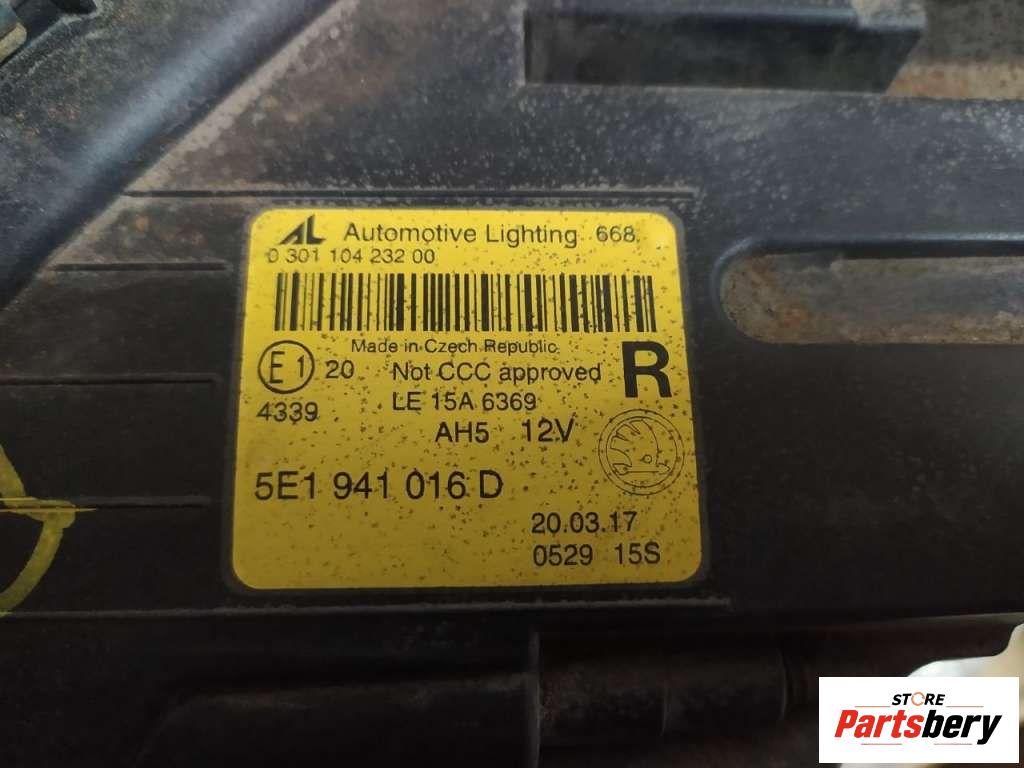 AL Automotive Lighting 668
0 301 104 232 00
Made in Czech Republic
E1 20 Not CCC approved R
4339 LE 15A 6369
AH5 12V
5E1 941 016 D
20.03.17
0529 15S
STORE
Partsbery